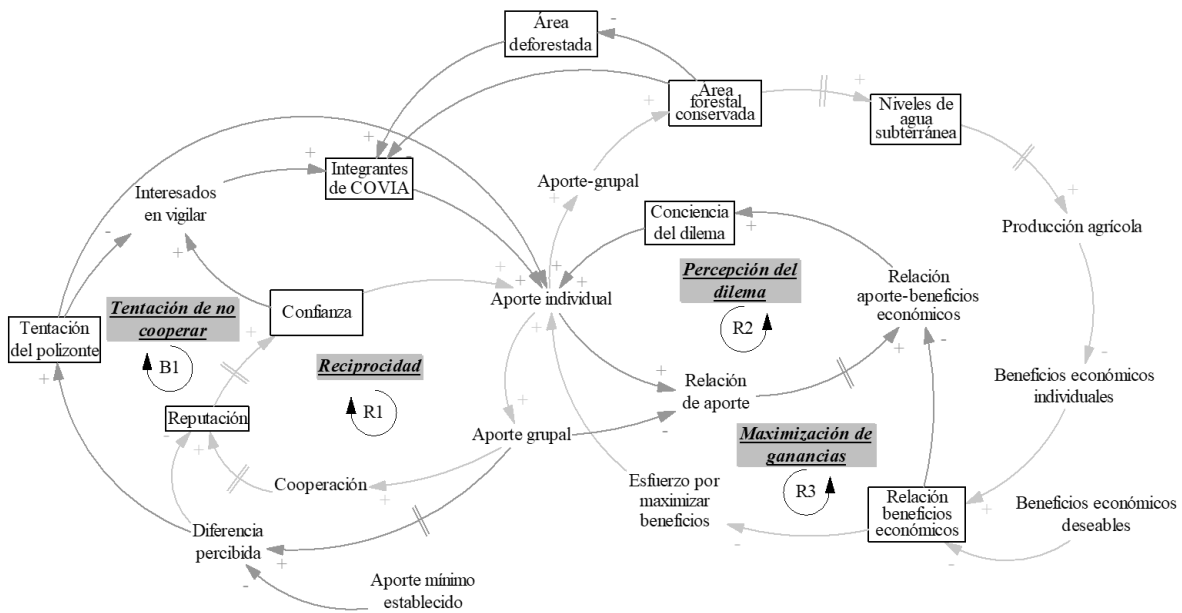 Área
deforestada
Área
forestal
conservada
Niveles de
agua
subterránea
Integrantes
de COVIA
Aporte-grupal
Interesados
en vigilar
Conciencia
del dilema
Producción agrícola
Percepción del
dilema
R2
Relación
aporte-beneficios
económicos
Aporte individual
Confianza
Tentación de no
cooperar
B1
Tentación
del polizonte
Reciprocidad
R1
Relación
de aporte
Beneficios económicos
individuales
Reputación
Aporte grupal
Maximización de
ganancias
R3
Cooperación
Esfuerzo por
maximizar
beneficios
Relación
beneficios
económicos
Beneficios económicos
deseables
Diferencia
percibida
Aporte mínimo
establecido